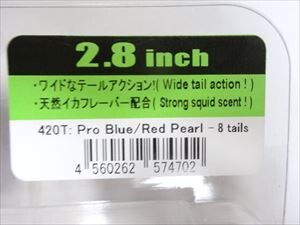 2.8 inch
・ワイドなテールアクション!( Wide tail action ! )
・天然イカフレーバー配合( Strong squid scent ! )
420T: Pro Blue/Red Pearl - 8 tails
4 560262 574702